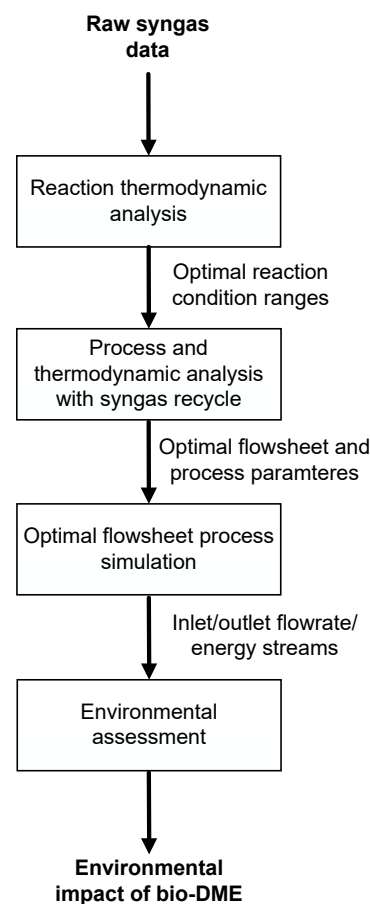 Raw syngas
data
Reaction thermodynamic
analysis
Optimal reaction
condition ranges
Process and
thermodynamic analysis
with syngas recycle
Optimal flowsheet and
process paramteres
Optimal flowsheet process
simulation
Inlet/outlet flowrate/
energy streams
Environmental
assessment
Environmental
impact of bio-DME